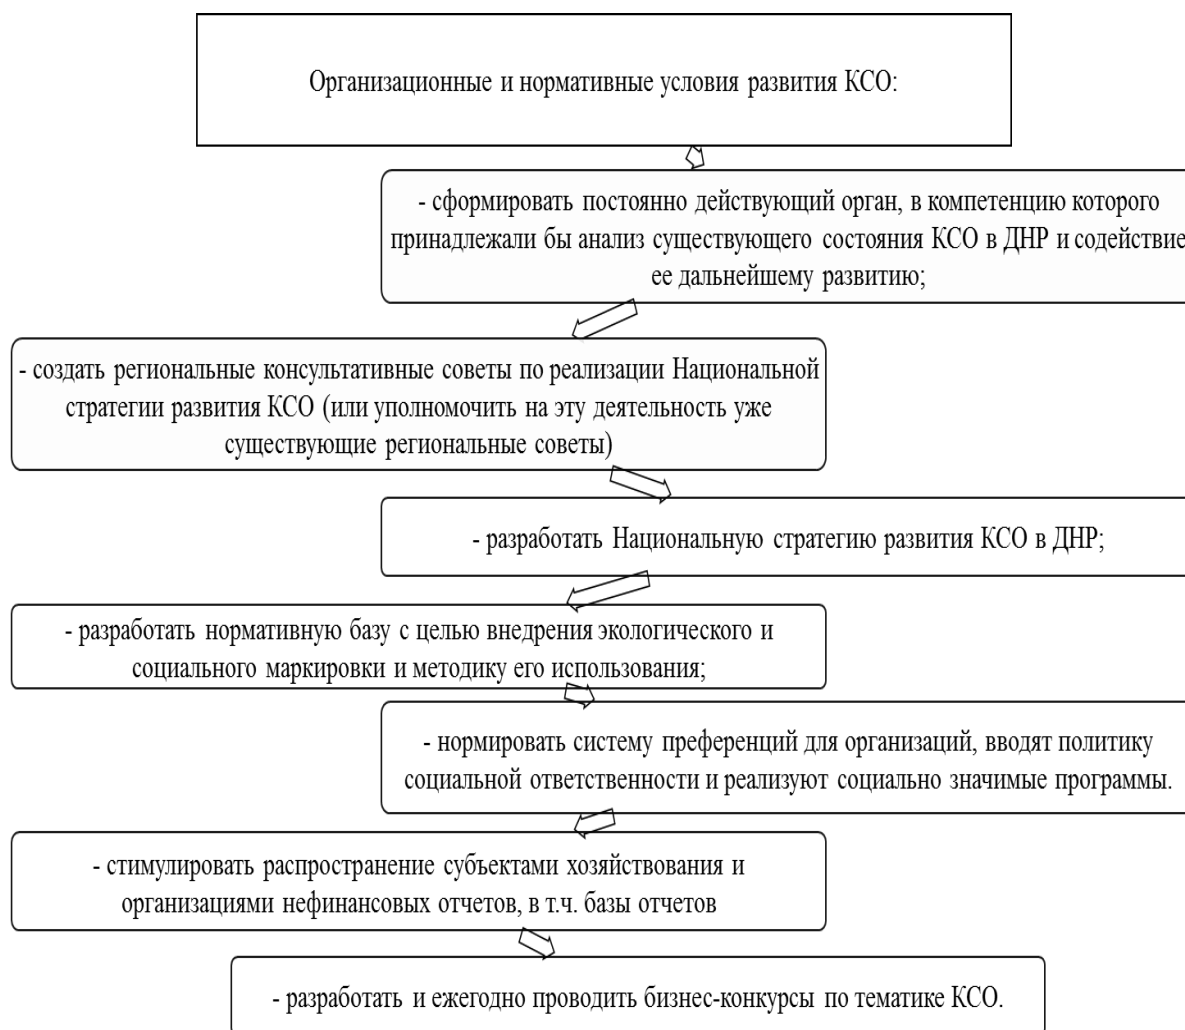 Организационные и нормативные условия развития КСО:
- сформировать постоянно действующий орган, в компетенцию которого
принадлежали бы анализ существующего состояния КСО в ДНР и содействие
ее дальнейшему развитию;
- создать региональные консультативные советы по реализации Национальной
стратегии развития КСО (или уполномочить на эту деятельность уже
существующие региональные советы)
- разработать Национальную стратегию развития КСО в ДНР;
- разработать нормативную базу с целью внедрения экологического и
социального маркировки и методику его использования;
- нормировать систему преференций для организаций, вводят политику
социальной ответственности и реализуют социально значимые программы.
- стимулировать распространение субъектами хозяйствования и
организациями нефинансовых отчетов, в т.ч. базы отчетов
- разработать и ежегодно проводить бизнес-конкурсы по тематике КСО.